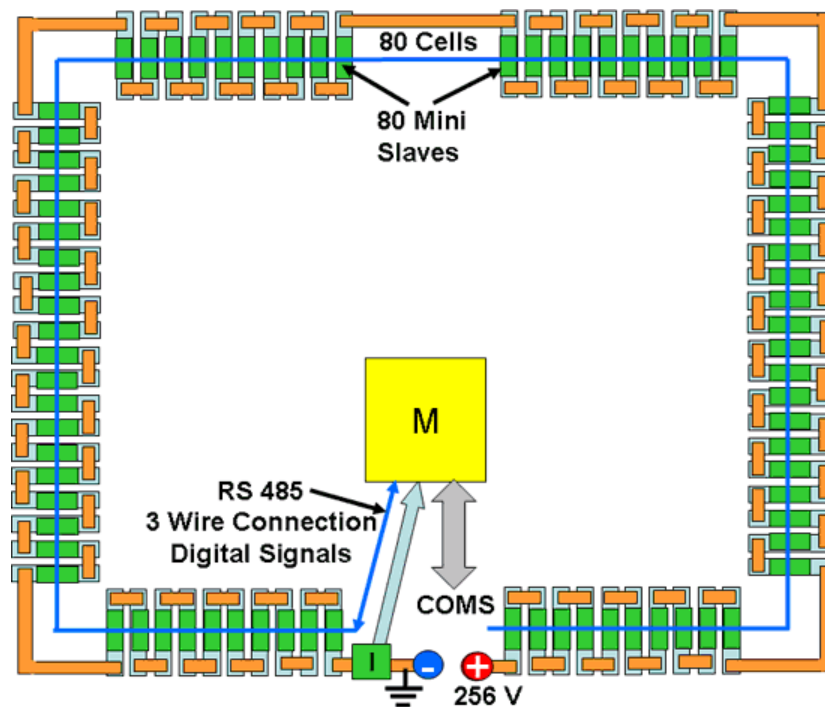 80 Cells
80 Mini
Slaves
M
RS 485
3 Wire Connection
Digital Signals
COMS
I
-
+
256 V